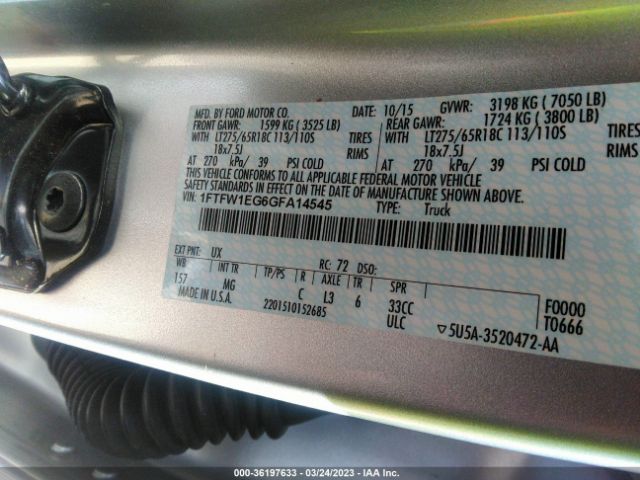 MFD. BY FORD MOTOR CO. DATE: 10/15 GVWR: 3198 KG ( 7050 LB)
FRONT GAWR: 1599 KG ( 3525 LB) REAR GAWR: 1724 KG ( 3800 LB)
WITH LT275/65R18C 113/110S TIRES WITH LT275/65R18C 113/110S TIRES
18x7.5J RIMS 18x7.5J RIMS
AT 270 kPa/ 39 PSI COLD AT 270 kPa/ 39 PSI COLD
THIS VEHICLE CONFORMS TO ALL APPLICABLE FEDERAL MOTOR VEHICLE
SAFETY STANDARDS IN EFFECT ON THE DATE OF MANUFACTURE SHOWN ABOVE.
VIN: 1FTFW1EG6GFA14545 TYPE: Truck
EXT PNT: UX RC: 72 DSO:
WB INT TR TP/PS R AXLE TR SPR
157 MG C L3 6 33CC F0000
MADE IN U.S.A. 2201510152685 ULC T0666
▽5U5A-3520472-AA
000-36197633 - 03/24/2023 - IAA Inc.